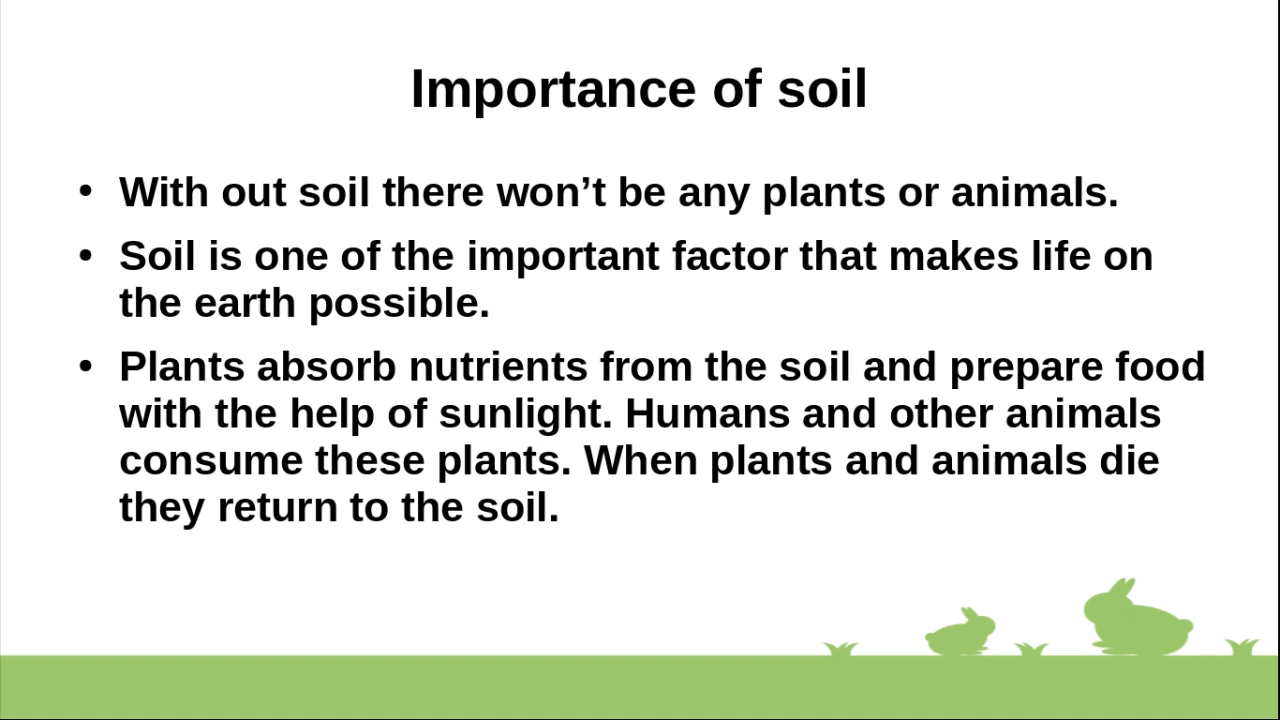 Importance of soil
• With out soil there won’t be any plants or animals.
• Soil is one of the important factor that makes life on
the earth possible.
• Plants absorb nutrients from the soil and prepare food
with the help of sunlight. Humans and other animals
consume these plants. When plants and animals die
they return to the soil.